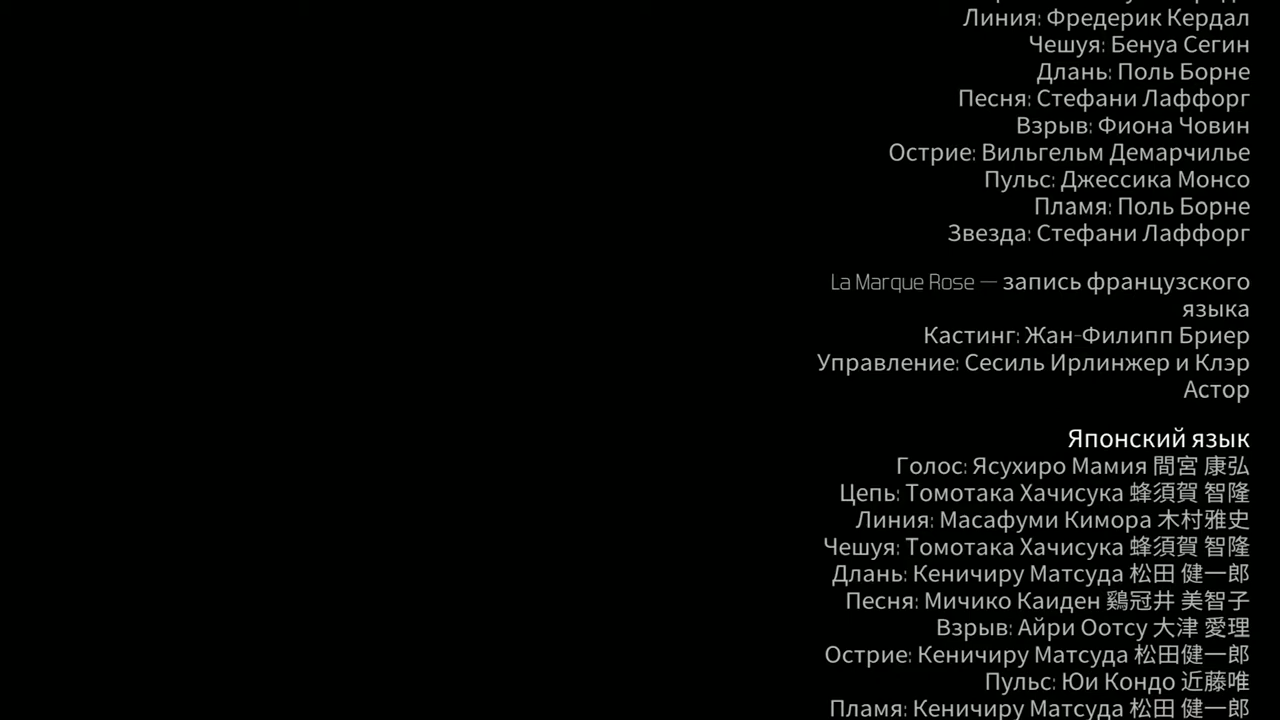 Линия: Фредерик Кердал
Чешуя: Бенуа Сегин
Длань: Поль Борне
Песня: Стефани Лаффорг
Взрыв: Фиона Човин
Острие: Вильгельм Демарчилье
Пульс: Джессика Монсо
Пламя: Поль Борне
Звезда: Стефани Лаффорг
La Marque Rose — запись французского
языка
Кастинг: Жан-Филипп Бриер
Управление: Сесиль Ирлинжер и Клэр
Астор
Японский язык
Голос: Ясухиро Мамия 間宮 康弘
Цепь: Томотака Хачисука 蜂須賀 智隆
Линия: Масафуми Кимора 木村雅史
Чешуя: Томотака Хачисука 蜂須賀 智隆
Длань: Кеничиру Матсуда 松田 健一郎
Песня: Мичико Каиден 鷄冠井 美智子
Взрыв: Айри Оотсу 大津 愛理
Острие: Кеничиру Матсуда 松田健一郎
Пульс: Юи Кондо 近藤唯
Пламя: Кеничиру Матсуда 松田 健一郎